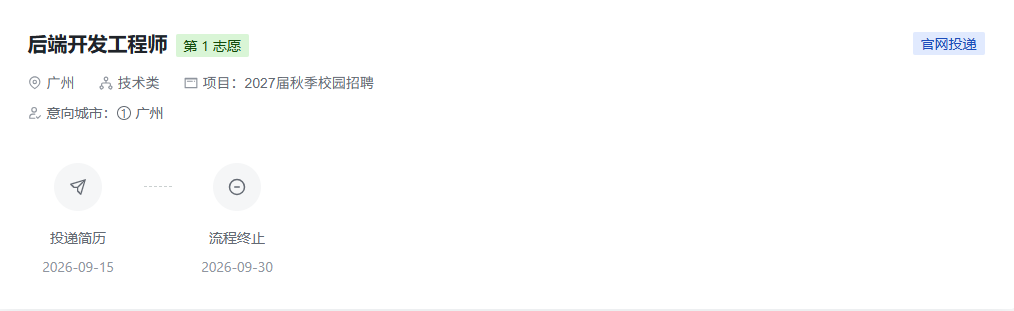 后端开发工程师 第 1 志愿 官网投递
广州 技术类 项目：2027届秋季校园招聘
意向城市：① 广州
投递简历 流程终止
2026-09-15 2026-09-30